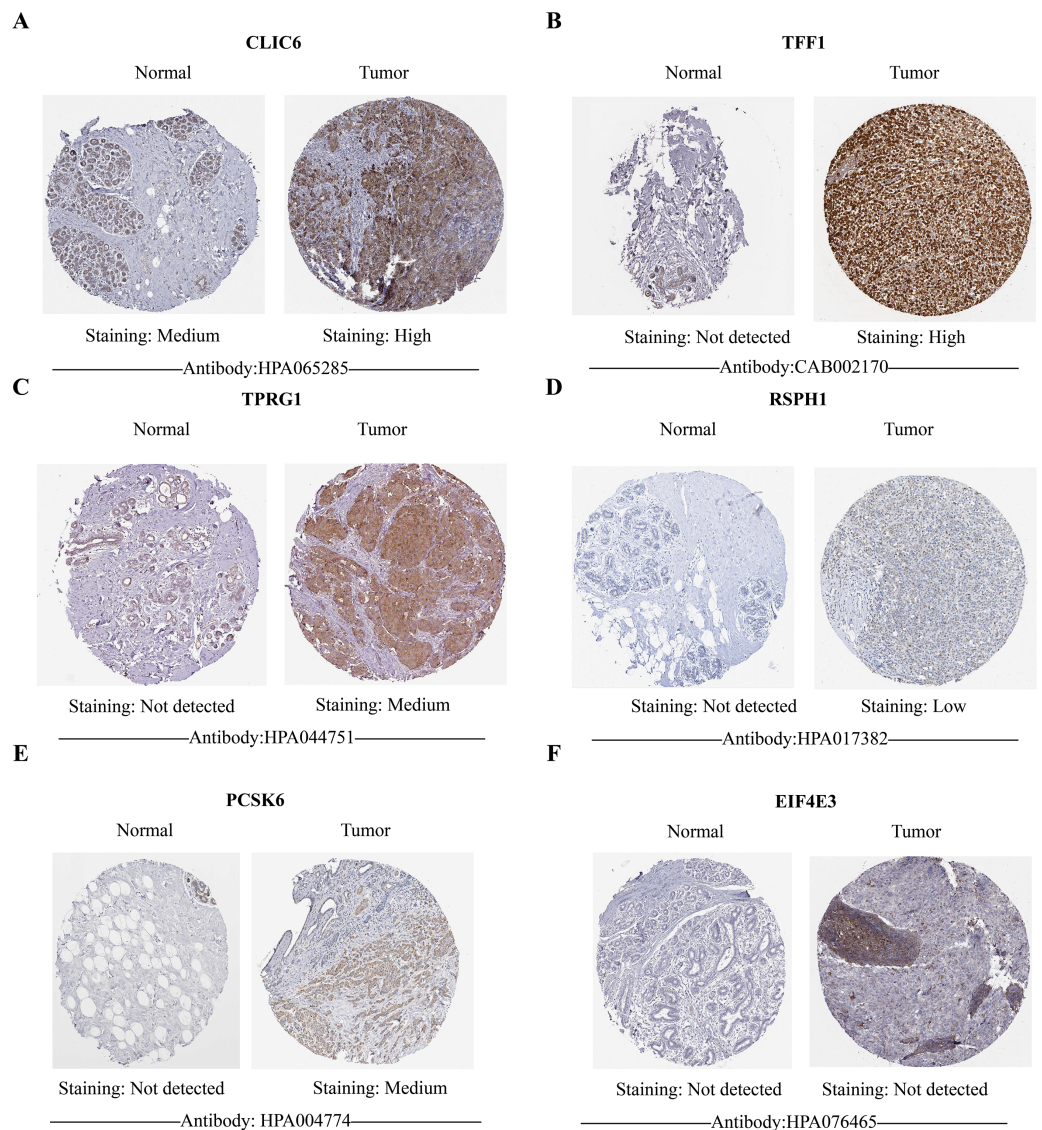 A
CLIC6
Normal Tumor
Staining: Medium Staining: High
Antibody:HPA065285
B
TFF1
Normal Tumor
Staining: Not detected Staining: High
Antibody:CAB002170
C
TPRG1
Normal Tumor
Staining: Not detected Staining: Medium
Antibody:HPA044751
D
RSPH1
Normal Tumor
Staining: Not detected Staining: Low
Antibody:HPA017382
E
PCSK6
Normal Tumor
Staining: Not detected Staining: Medium
Antibody: HPA004774
F
EIF4E3
Normal Tumor
Staining: Not detected Staining: Not detected
Antibody:HPA076465